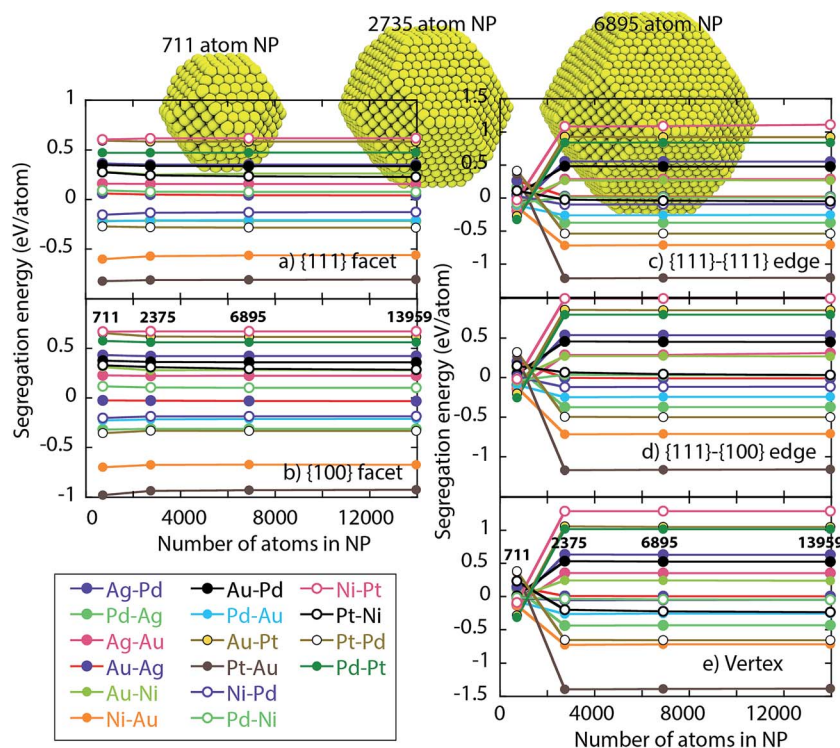 711 atom NP
2735 atom NP
6895 atom NP
Segregation energy (eV/atom)
1
0.5
0
-0.5
a) {111} facet
711 2375 6895 13959
0.5
0
-0.5
-1
b) {100} facet
0 4000 8000 12000
Number of atoms in NP
Segregation energy (eV/atom)
1.5
1
0.5
0
-0.5
-1
c) {111}-{111} edge
1
0.5
0
-0.5
-1
d) {111}-{100} edge
711 2375 6895 13959
1
0.5
0
-0.5
-1
-1.5
e) Vertex
0 4000 8000 12000
Number of atoms in NP
Ag-Pd Au-Pd Ni-Pt
Pd-Ag Pd-Au Pt-Ni
Ag-Au Au-Pt Pt-Pd
Au-Ag Pt-Au Pd-Pt
Au-Ni Ni-Pd
Ni-Au Pd-Ni